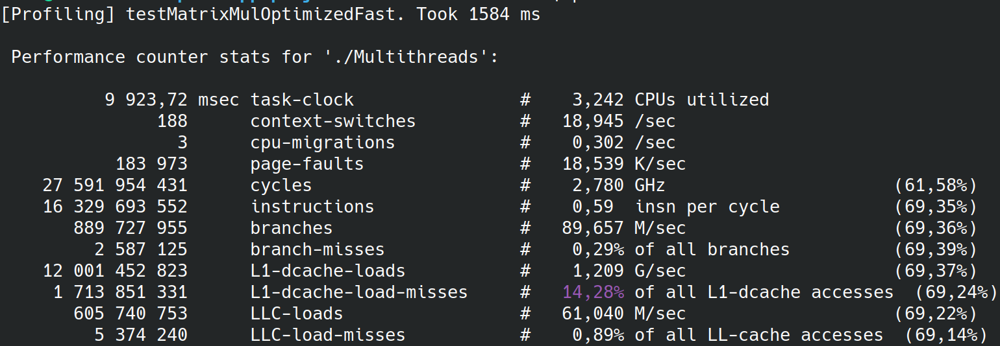 [Profiling] testMatrixMulOptimizedFast. Took 1584 ms
Performance counter stats for './Multithreads':
9 923,72 msec task-clock # 3,242 CPUs utilized
188 context-switches # 18,945 /sec
3 cpu-migrations # 0,302 /sec
183 973 page-faults # 18,539 K/sec
27 591 954 431 cycles # 2,780 GHz (61,58%)
16 329 693 552 instructions # 0,59 insn per cycle (69,35%)
889 727 955 branches # 89,657 M/sec (69,36%)
2 587 125 branch-misses # 0,29% of all branches (69,39%)
12 001 452 823 L1-dcache-loads # 1,209 G/sec (69,37%)
1 713 851 331 L1-dcache-load-misses # 14,28% of all L1-dcache accesses (69,24%)
605 740 753 LLC-loads # 61,040 M/sec (69,22%)
5 374 240 LLC-load-misses # 0,89% of all LL-cache accesses (69,14%)